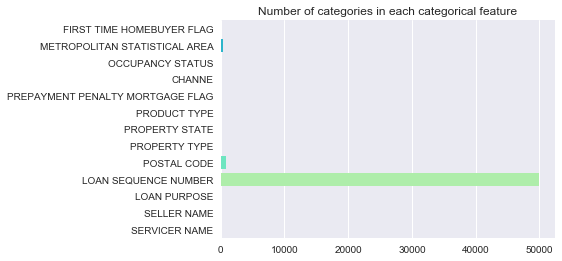 Number of categories in each categorical feature
FIRST TIME HOMEBUYER FLAG
METROPOLITAN STATISTICAL AREA
OCCUPANCY STATUS
CHANNE
PREPAYMENT PENALTY MORTGAGE FLAG
PRODUCT TYPE
PROPERTY STATE
PROPERTY TYPE
POSTAL CODE
LOAN SEQUENCE NUMBER
LOAN PURPOSE
SELLER NAME
SERVICER NAME
0 10000 20000 30000 40000 50000